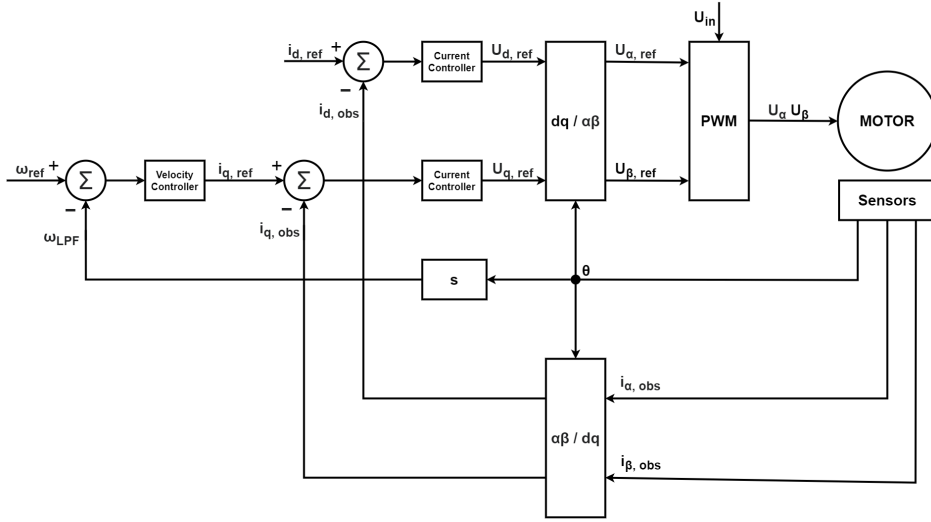 U_in
i_d, ref
+
Σ
−
i_d, obs
Current
Controller
U_d, ref
dq / αβ
U_α, ref
PWM
U_α U_β
MOTOR
ω_ref
+
Σ
−
ω_LPF
Velocity
Controller
i_q, ref
+
Σ
−
i_q, obs
Current
Controller
U_q, ref
U_β, ref
Sensors
s
θ
i_α, obs
αβ / dq
i_β, obs